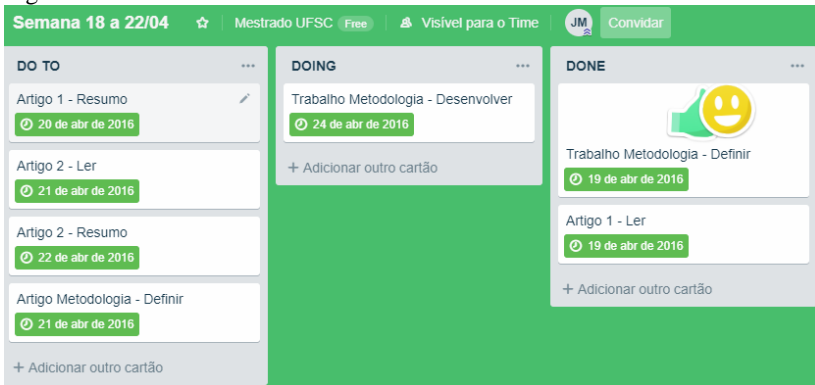 Semana 18 a 22/04
Mestrado UFSC Free
Visível para o Time
JM
Convidar
DO TO
Artigo 1 - Resumo
20 de abr de 2016
Artigo 2 - Ler
21 de abr de 2016
Artigo 2 - Resumo
22 de abr de 2016
Artigo Metodologia - Definir
21 de abr de 2016
+ Adicionar outro cartão
DOING
Trabalho Metodologia - Desenvolver
24 de abr de 2016
+ Adicionar outro cartão
DONE
Trabalho Metodologia - Definir
19 de abr de 2016
Artigo 1 - Ler
19 de abr de 2016
+ Adicionar outro cartão